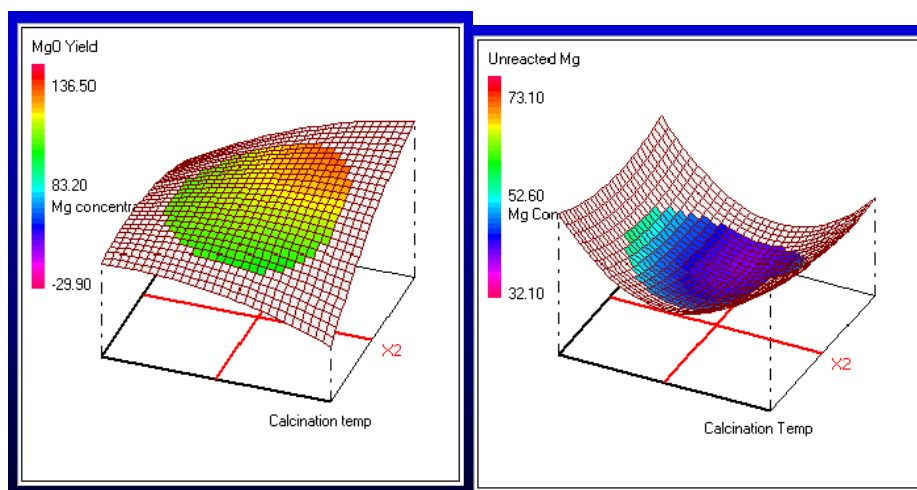 MgO Yield
136.50
83.20
Mg concentra
-29.90
X2
Calcination temp
Unreacted Mg
73.10
52.60
Mg Con
32.10
X2
Calcination Temp